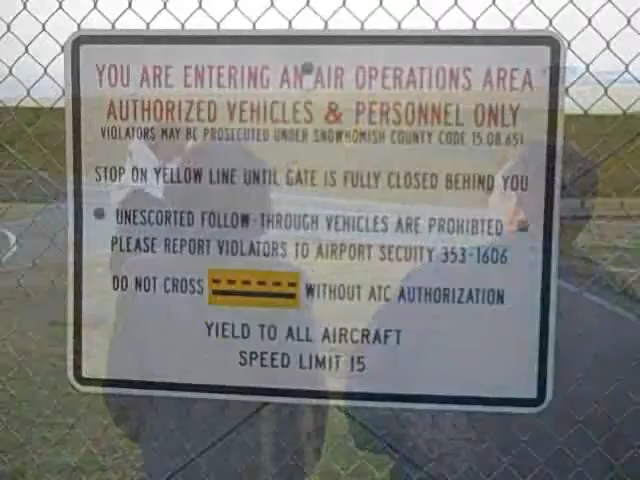 YOU ARE ENTERING AN AIR OPERATIONS AREA
AUTHORIZED VEHICLES & PERSONNEL ONLY
VIOLATORS MAY BE PROSECUTED UNDER SNOWHOMISH COUNTY CODE 15.08.651
STOP ON YELLOW LINE UNTIL GATE IS FULLY CLOSED BEHIND YOU
UNESCORTED FOLLOW-THROUGH VEHICLES ARE PROHIBTED
PLEASE REPORT VIOLATORS TO AIRPORT SECUITY 353-1606
DO NOT CROSS WITHOUT ATC AUTHORIZATION
YIELD TO ALL AIRCRAFT
SPEED LIMIT 15